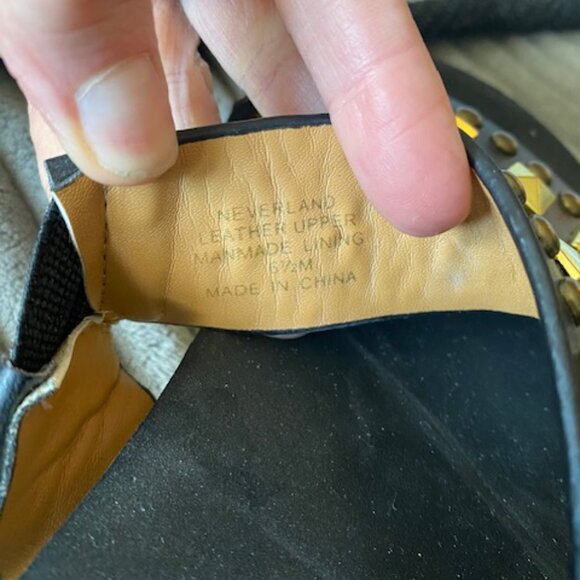 NEVERLAND
LEATHER UPPER
MANMADE LINING
6½M
MADE IN CHINA